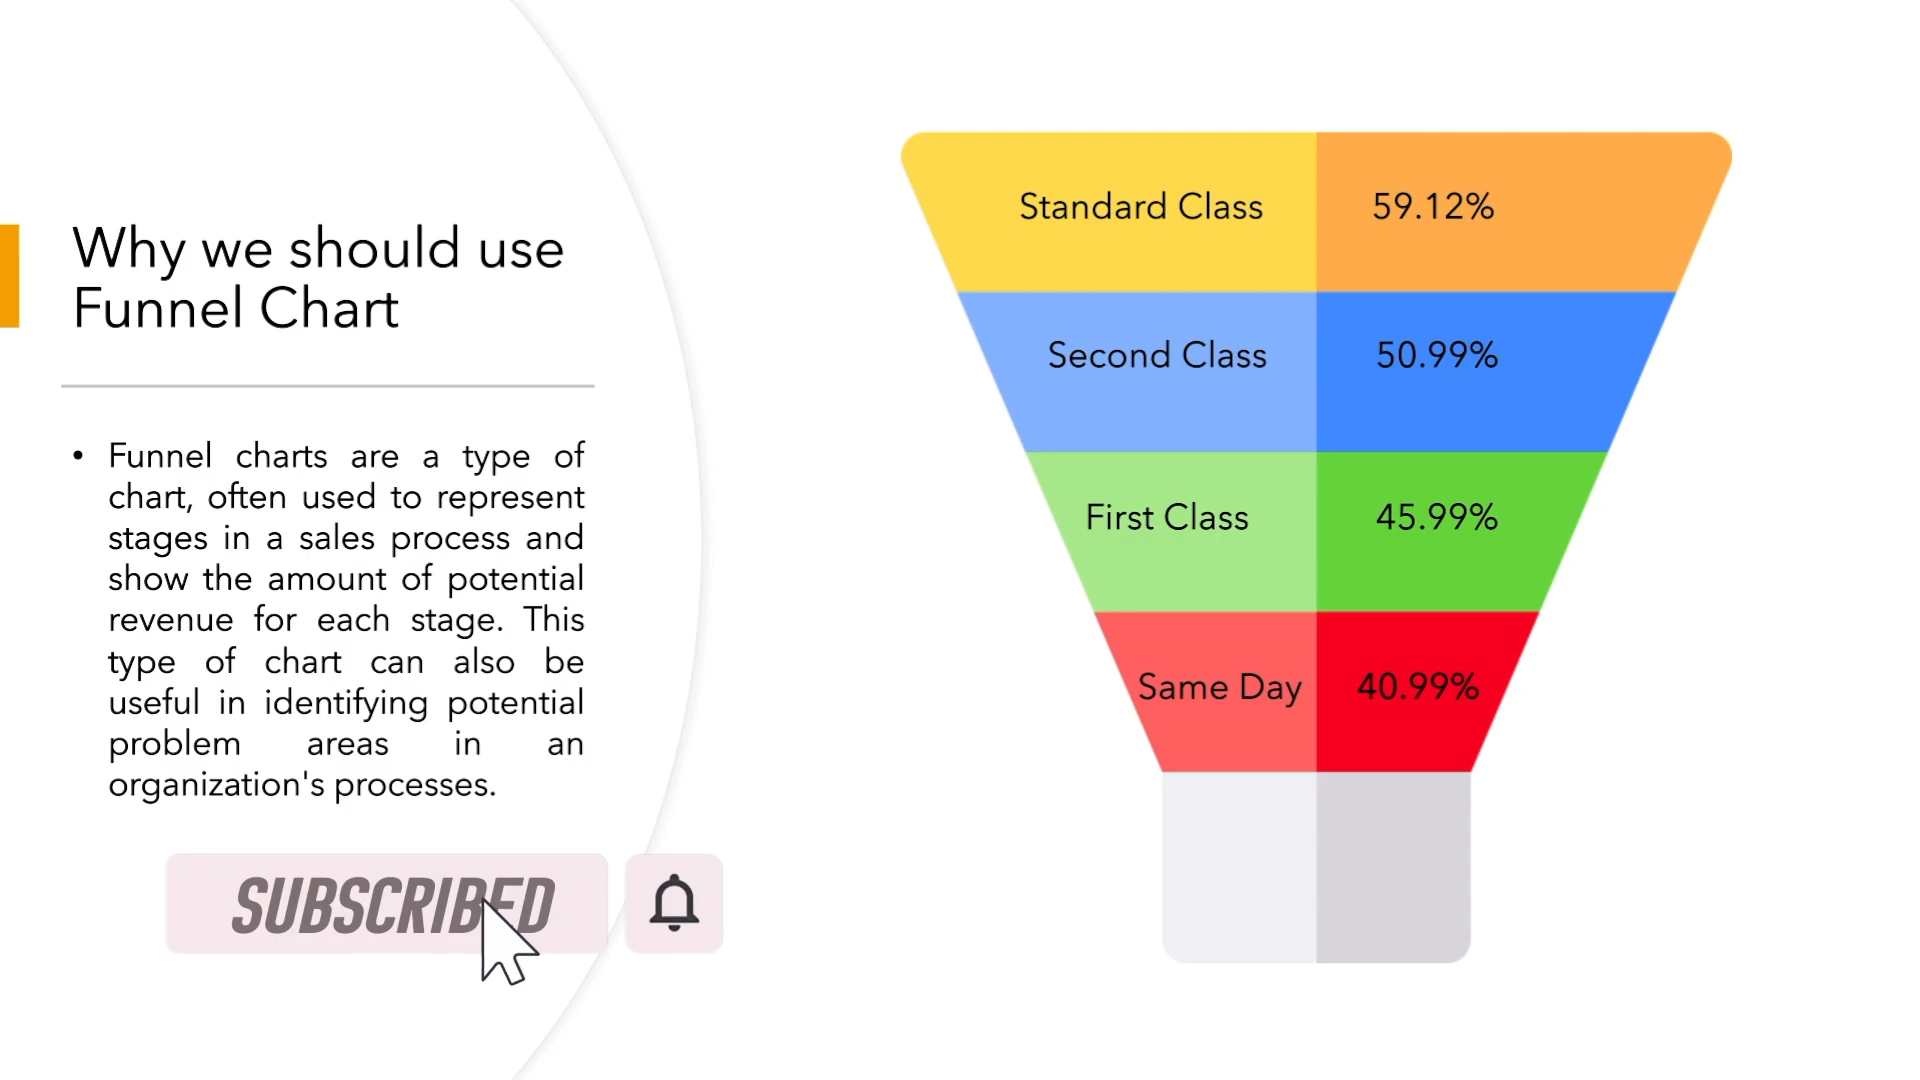 Why we should use
Funnel Chart
• Funnel charts are a type of
chart, often used to represent
stages in a sales process and
show the amount of potential
revenue for each stage. This
type of chart can also be
useful in identifying potential
problem areas in an
organization's processes.
SUBSCRIBED
Standard Class 59.12%
Second Class 50.99%
First Class 45.99%
Same Day 40.99%